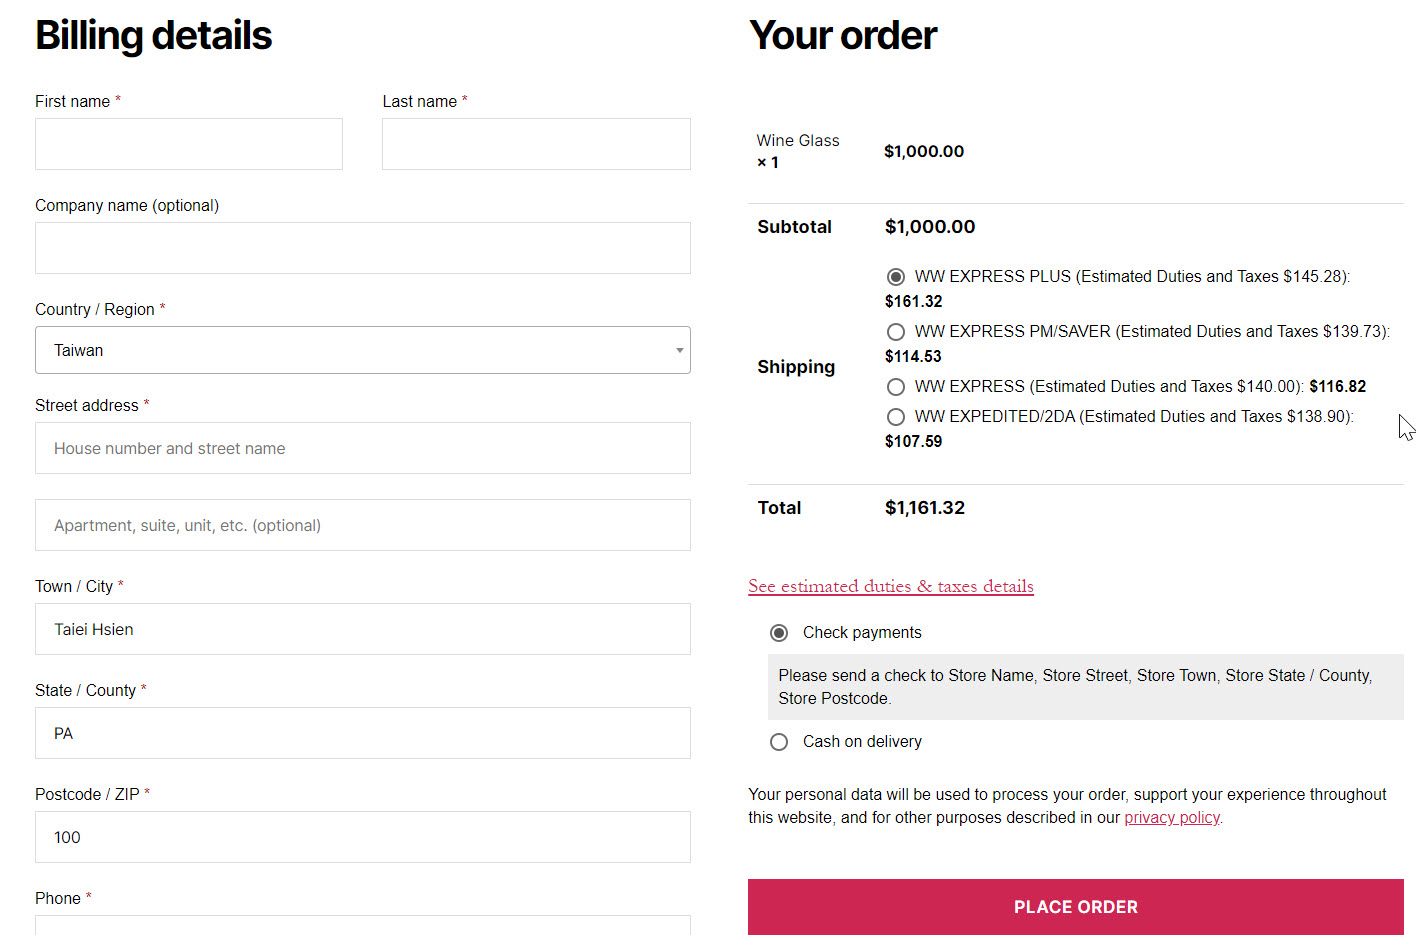 Billing details
First name *
Last name *
Company name (optional)
Country / Region *
Taiwan
Street address *
House number and street name
Apartment, suite, unit, etc. (optional)
Town / City *
Taiei Hsien
State / County *
PA
Postcode / ZIP *
100
Phone *
Your order
Wine Glass
× 1
$1,000.00
Subtotal
$1,000.00
Shipping
WW EXPRESS PLUS (Estimated Duties and Taxes $145.28):
$161.32
WW EXPRESS PM/SAVER (Estimated Duties and Taxes $139.73):
$114.53
WW EXPRESS (Estimated Duties and Taxes $140.00): $116.82
WW EXPEDITED/2DA (Estimated Duties and Taxes $138.90):
$107.59
Total
$1,161.32
See estimated duties & taxes details
Check payments
Please send a check to Store Name, Store Street, Store Town, Store State / County,
Store Postcode.
Cash on delivery
Your personal data will be used to process your order, support your experience throughout
this website, and for other purposes described in our privacy policy.
PLACE ORDER